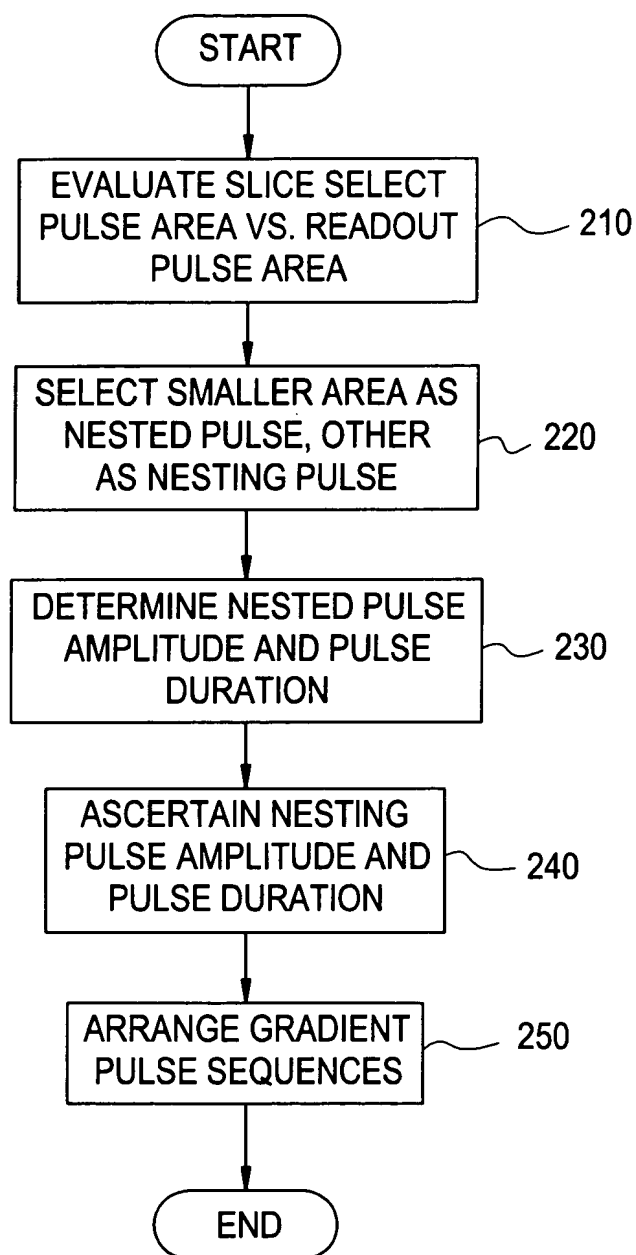 START
EVALUATE SLICE SELECT
PULSE AREA VS. READOUT
PULSE AREA
210
SELECT SMALLER AREA AS
NESTED PULSE, OTHER
AS NESTING PULSE
220
DETERMINE NESTED PULSE
AMPLITUDE AND PULSE
DURATION
230
ASCERTAIN NESTING
PULSE AMPLITUDE AND
PULSE DURATION
240
ARRANGE GRADIENT
PULSE SEQUENCES
250
END